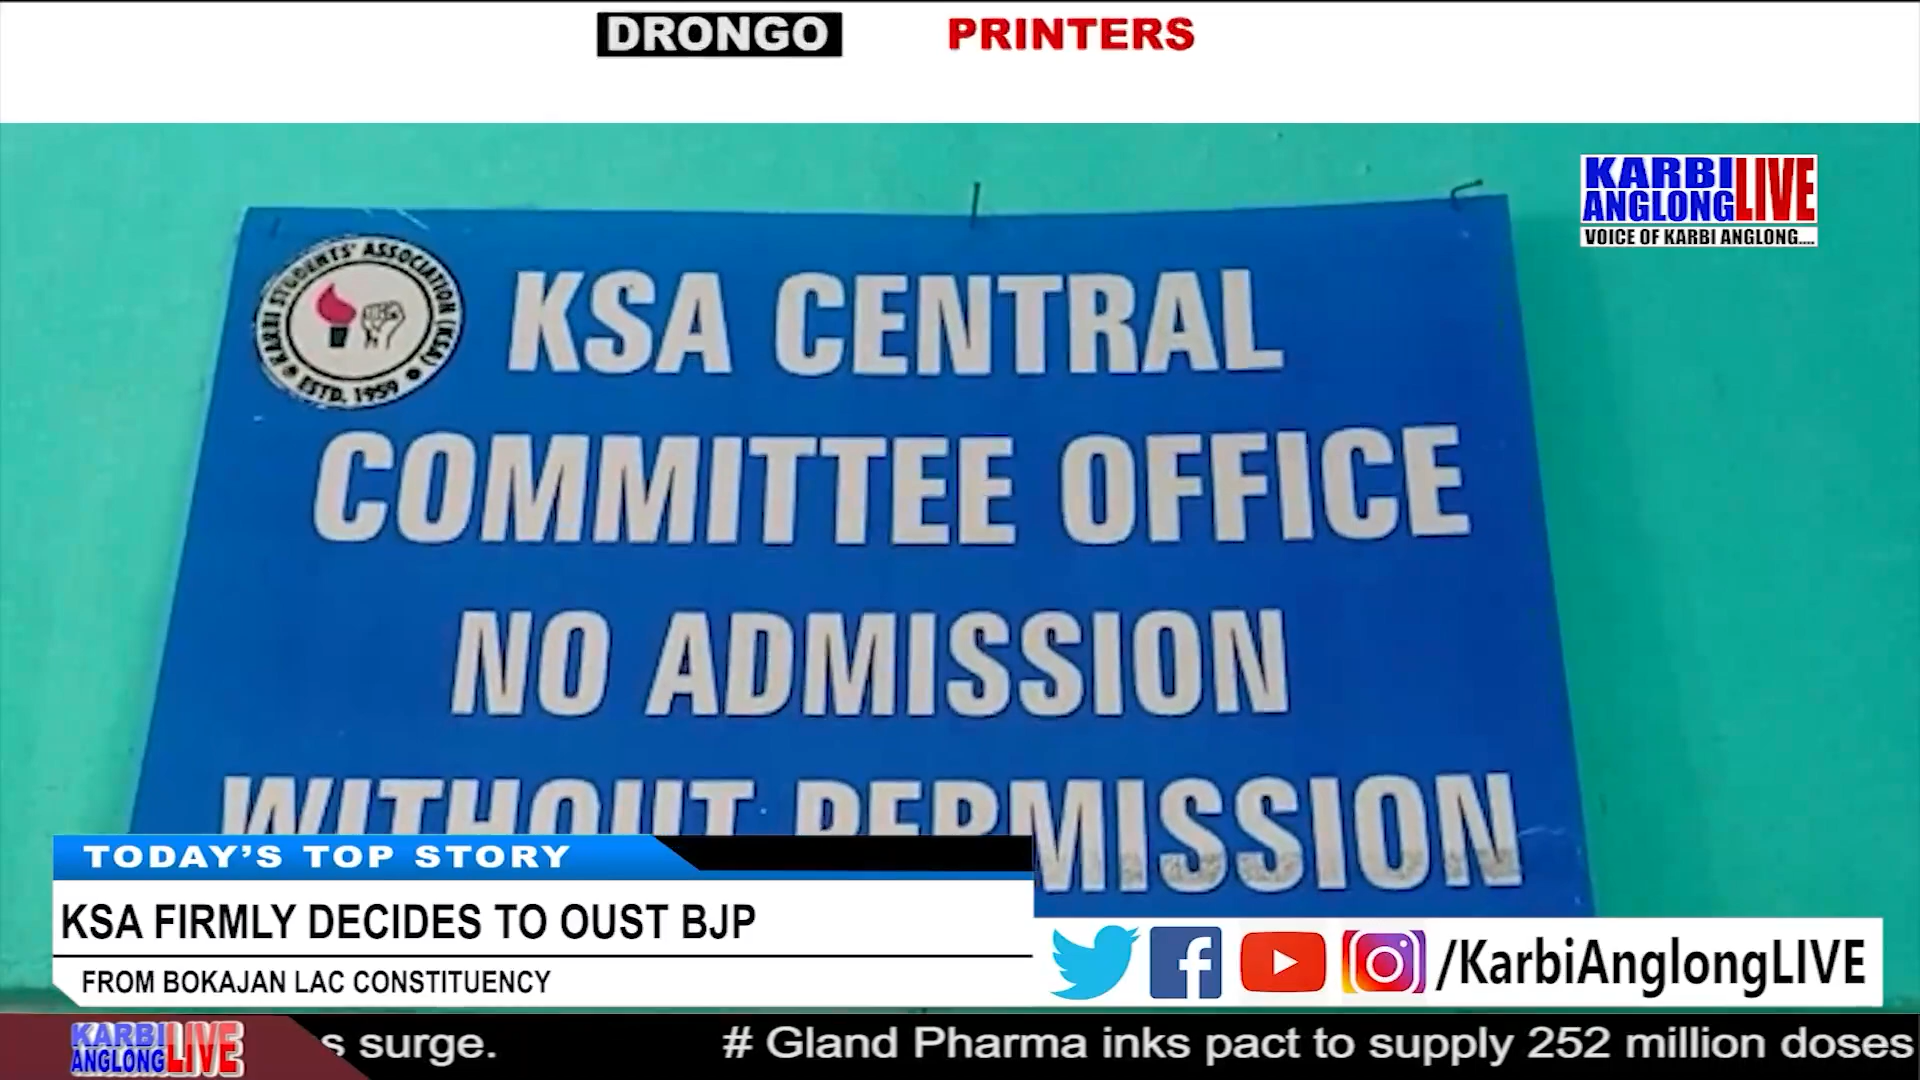 DRONGO PRINTERS
KARBI ANGLONG LIVE
VOICE OF KARBI ANGLONG....
KARBI STUDENTS' ASSOCIATION (KSA)
ESTD. 1959
KSA CENTRAL
COMMITTEE OFFICE
NO ADMISSION
WITHOUT PERMISSION
TODAY'S TOP STORY
KSA FIRMLY DECIDES TO OUST BJP
FROM BOKAJAN LAC CONSTITUENCY
/KarbiAnglongLIVE
KARBI ANGLONG LIVE
s surge. # Gland Pharma inks pact to supply 252 million doses